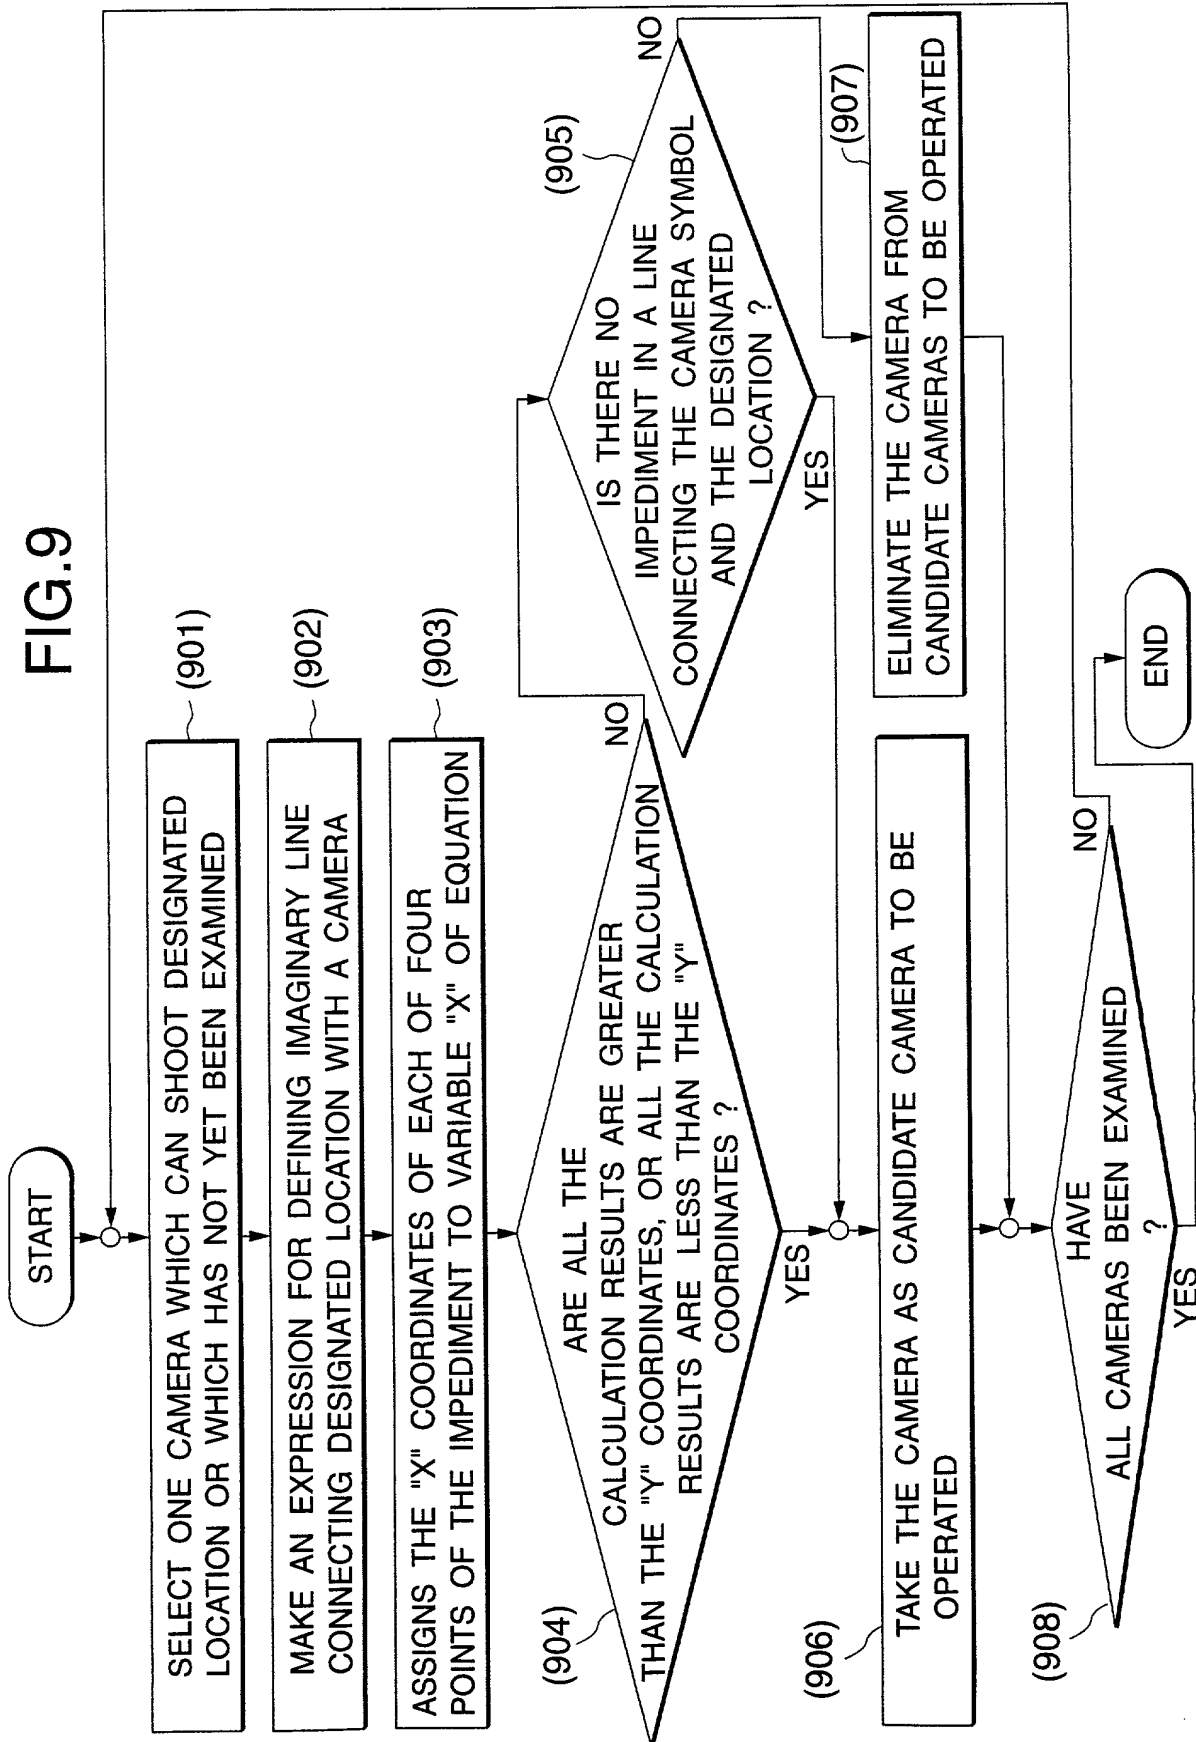 FIG.9
START
SELECT ONE CAMERA WHICH CAN SHOOT DESIGNATED
LOCATION OR WHICH HAS NOT YET BEEN EXAMINED
(901)
MAKE AN EXPRESSION FOR DEFINING IMAGINARY LINE
CONNECTING DESIGNATED LOCATION WITH A CAMERA
(902)
ASSIGNS THE "X" COORDINATES OF EACH OF FOUR
POINTS OF THE IMPEDIMENT TO VARIABLE "X" OF EQUATION
(903)
(904)
ARE ALL THE
CALCULATION RESULTS ARE GREATER
THAN THE "Y" COORDINATES, OR ALL THE CALCULATION
RESULTS ARE LESS THAN THE "Y"
COORDINATES ?
NO
YES
(905)
IS THERE NO
IMPEDIMENT IN A LINE
CONNECTING THE CAMERA SYMBOL
AND THE DESIGNATED
LOCATION ?
NO
YES
(906)
TAKE THE CAMERA AS CANDIDATE CAMERA TO BE
OPERATED
(907)
ELIMINATE THE CAMERA FROM
CANDIDATE CAMERAS TO BE OPERATED
(908)
HAVE
ALL CAMERAS BEEN EXAMINED
?
NO
YES
END